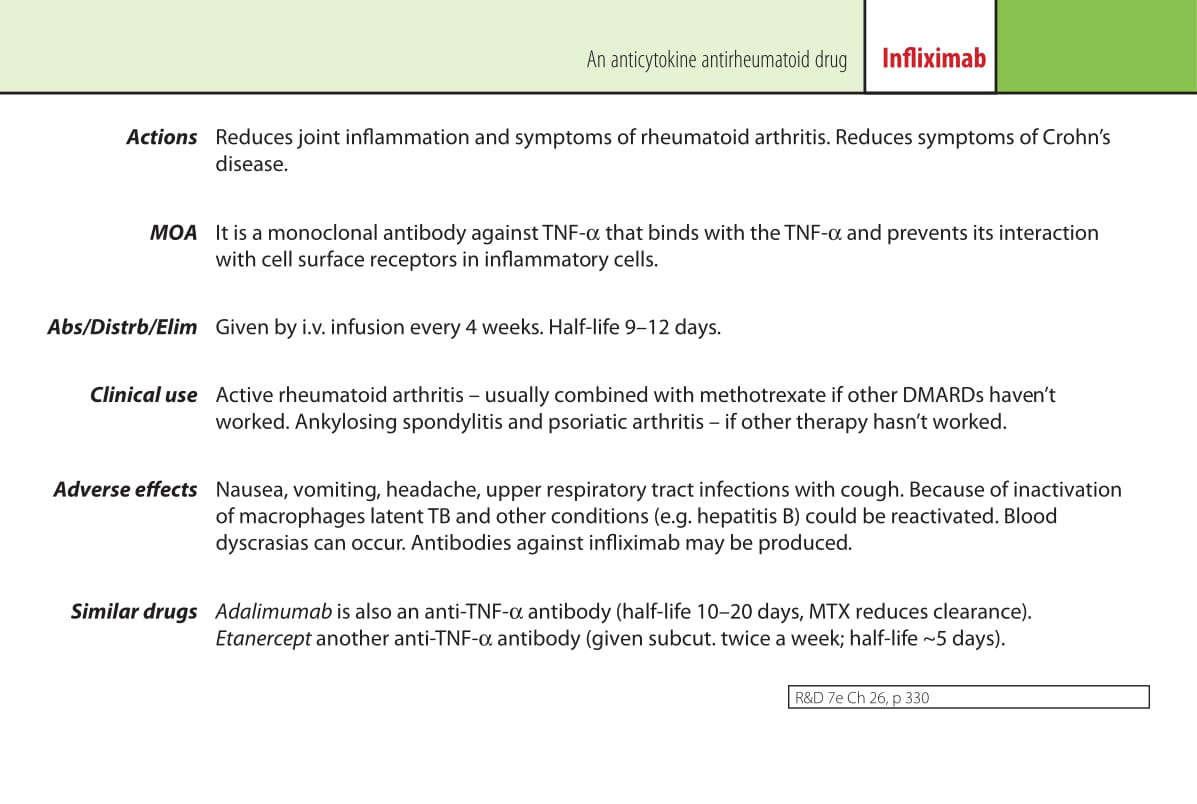 An anticytokine antirheumatoid drug Infliximab
Actions Reduces joint inflammation and symptoms of rheumatoid arthritis. Reduces symptoms of Crohn’s
disease.
MOA It is a monoclonal antibody against TNF-α that binds with the TNF-α and prevents its interaction
with cell surface receptors in inflammatory cells.
Abs/Distrb/Elim Given by i.v. infusion every 4 weeks. Half-life 9–12 days.
Clinical use Active rheumatoid arthritis – usually combined with methotrexate if other DMARDs haven’t
worked. Ankylosing spondylitis and psoriatic arthritis – if other therapy hasn’t worked.
Adverse effects Nausea, vomiting, headache, upper respiratory tract infections with cough. Because of inactivation
of macrophages latent TB and other conditions (e.g. hepatitis B) could be reactivated. Blood
dyscrasias can occur. Antibodies against infliximab may be produced.
Similar drugs Adalimumab is also an anti-TNF-α antibody (half-life 10–20 days, MTX reduces clearance).
Etanercept another anti-TNF-α antibody (given subcut. twice a week; half-life ~5 days).
R&D 7e Ch 26, p 330